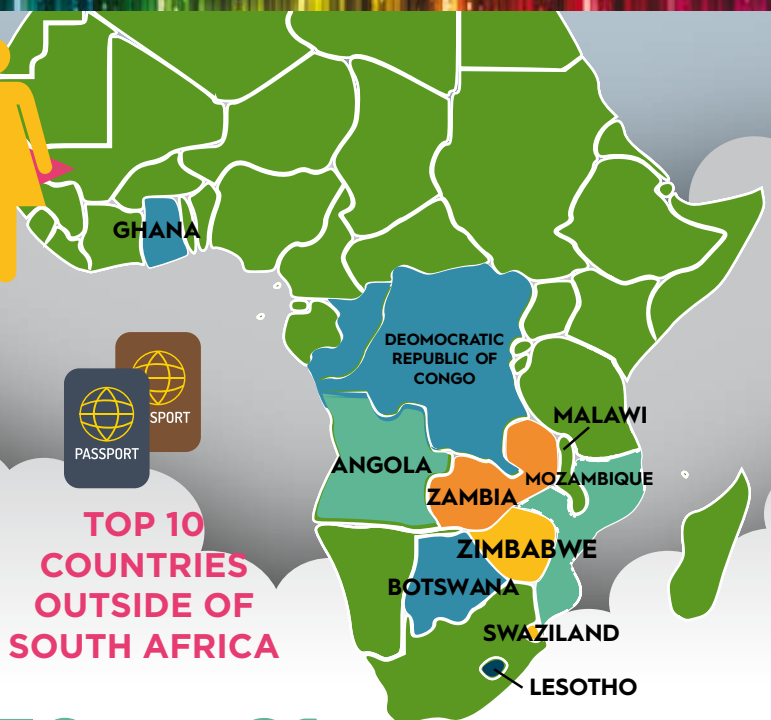 GHANA
DEOMOCRATIC
REPUBLIC OF
CONGO
SPORT
PASSPORT
MALAWI
ANGOLA
MOZAMBIQUE
ZAMBIA
TOP 10
COUNTRIES
OUTSIDE OF
SOUTH AFRICA
ZIMBABWE
BOTSWANA
SWAZILAND
LESOTHO